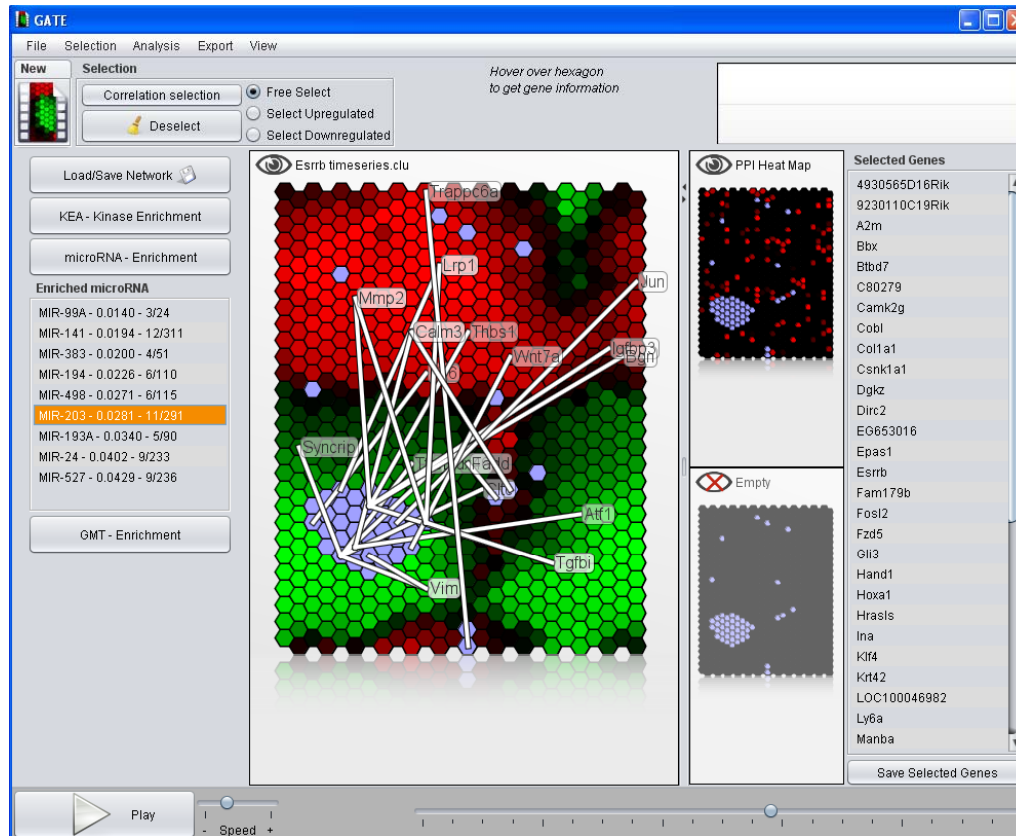 GATE
File Selection Analysis Export View
New
Selection
Correlation selection
Deselect
Free Select
Select Upregulated
Select Downregulated
Hover over hexagon
to get gene information
Load/Save Network
KEA - Kinase Enrichment
microRNA - Enrichment
Enriched microRNA
MIR-99A - 0.0140 - 3/24
MIR-141 - 0.0194 - 12/311
MIR-383 - 0.0200 - 4/51
MIR-194 - 0.0226 - 6/110
MIR-498 - 0.0271 - 6/115
MIR-203 - 0.0281 - 11/291
MIR-193A - 0.0340 - 5/90
MIR-24 - 0.0402 - 9/233
MIR-527 - 0.0429 - 9/236
GMT - Enrichment
Esrrb timeseries.clu
Trappc6a
Lrp1
Jun
Mmp2
Calm3
Thbs1
Igfbp3
Bgn
Wnt7a
Syncrip
Fadd
Atf1
Tgfbi
Vim
PPI Heat Map
Empty
Selected Genes
4930565D16Rik
9230110C19Rik
A2m
Bbx
Btbd7
C80279
Camk2g
Cobl
Col1a1
Csnk1a1
Dgkz
Dirc2
EG653016
Epas1
Esrrb
Fam179b
Fosl2
Fzd5
Gli3
Hand1
Hoxa1
Hrasls
Ina
Klf4
Krt42
LOC100046982
Ly6a
Manba
Save Selected Genes
Play
- Speed +